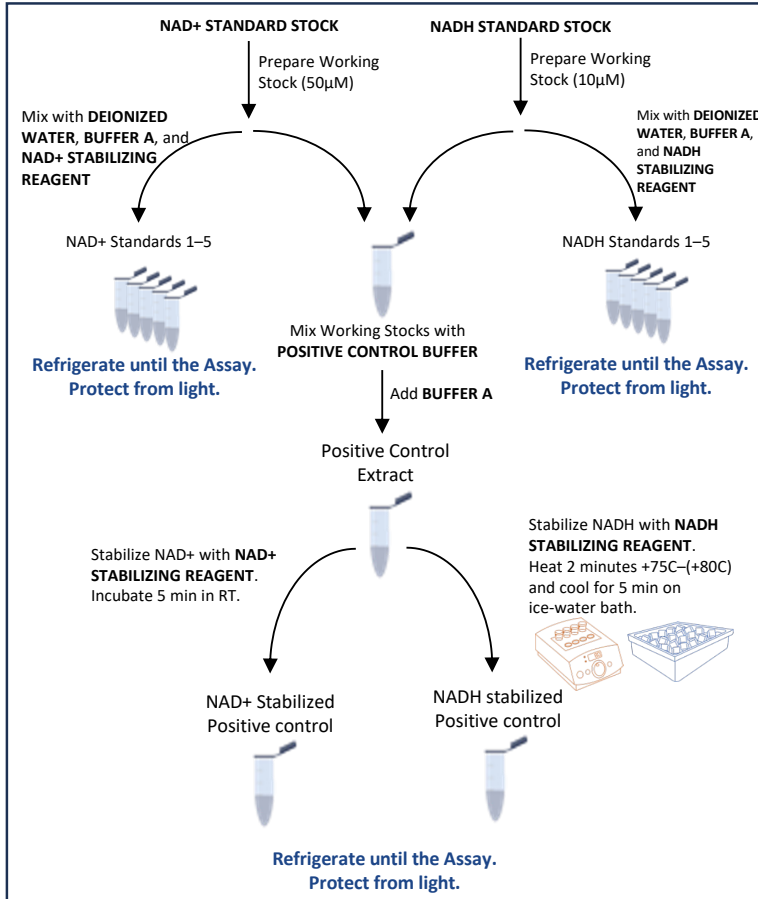 NAD+ STANDARD STOCK
NADH STANDARD STOCK
Prepare Working
Stock (50µM)
Prepare Working
Stock (10µM)
Mix with DEIONIZED
WATER, BUFFER A, and
NAD+ STABILIZING
REAGENT
Mix with DEIONIZED
WATER, BUFFER A,
and NADH
STABILIZING
REAGENT
NAD+ Standards 1–5
NADH Standards 1–5
Refrigerate until the Assay.
Protect from light.
Mix Working Stocks with
POSITIVE CONTROL BUFFER
Refrigerate until the Assay.
Protect from light.
Add BUFFER A
Positive Control
Extract
Stabilize NAD+ with NAD+
STABILIZING REAGENT.
Incubate 5 min in RT.
Stabilize NADH with NADH
STABILIZING REAGENT.
Heat 2 minutes +75C–(+80C)
and cool for 5 min on
ice-water bath.
NAD+ Stabilized
Positive control
NADH stabilized
Positive control
Refrigerate until the Assay.
Protect from light.